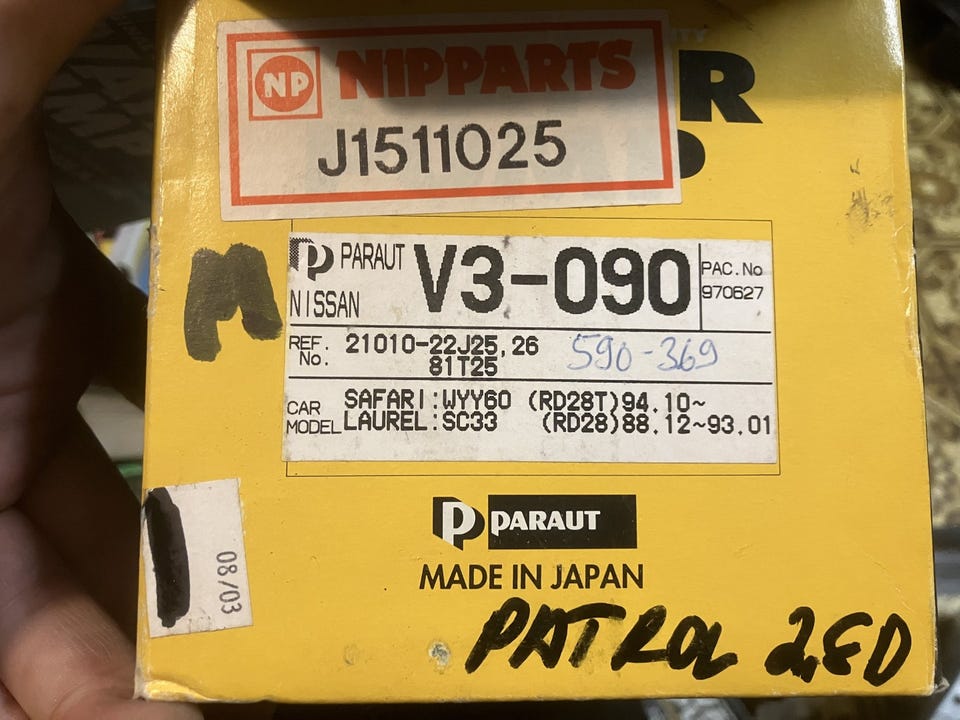 NP NIPPARTS
J1511025
M
PARAUT V3-090 PAC.No
NISSAN 970627
REF. No. 21010-22J25,26 590-369
81T25
CAR MODEL SAFARI:WYY60 (RD28T)94.10~
LAUREL:SC33 (RD28)88.12~93.01
PARAUT
08/03
MADE IN JAPAN
PATROL 2,8D